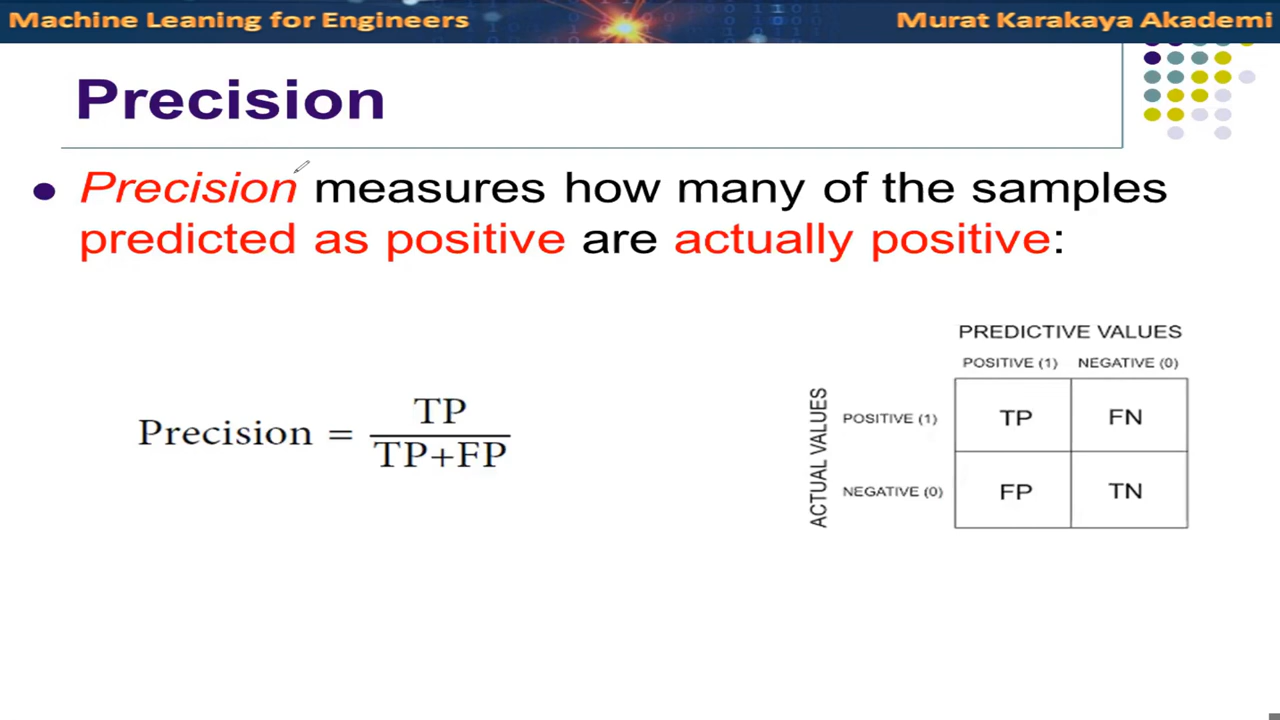 Machine Leaning for Engineers
Murat Karakaya Akademi
Precision
Precision measures how many of the samples
predicted as positive are actually positive:
Precision = TP / TP+FP
PREDICTIVE VALUES
POSITIVE (1) NEGATIVE (0)
ACTUAL VALUES
POSITIVE (1) TP FN
NEGATIVE (0) FP TN